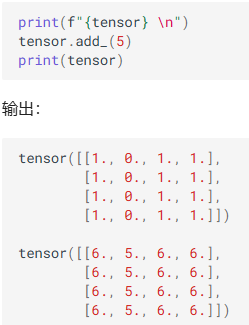 print(f"{tensor} \n")
tensor.add_(5)
print(tensor)
输出：
tensor([[1., 0., 1., 1.],
        [1., 0., 1., 1.],
        [1., 0., 1., 1.],
        [1., 0., 1., 1.]])
tensor([[6., 5., 6., 6.],
        [6., 5., 6., 6.],
        [6., 5., 6., 6.],
        [6., 5., 6., 6.]])